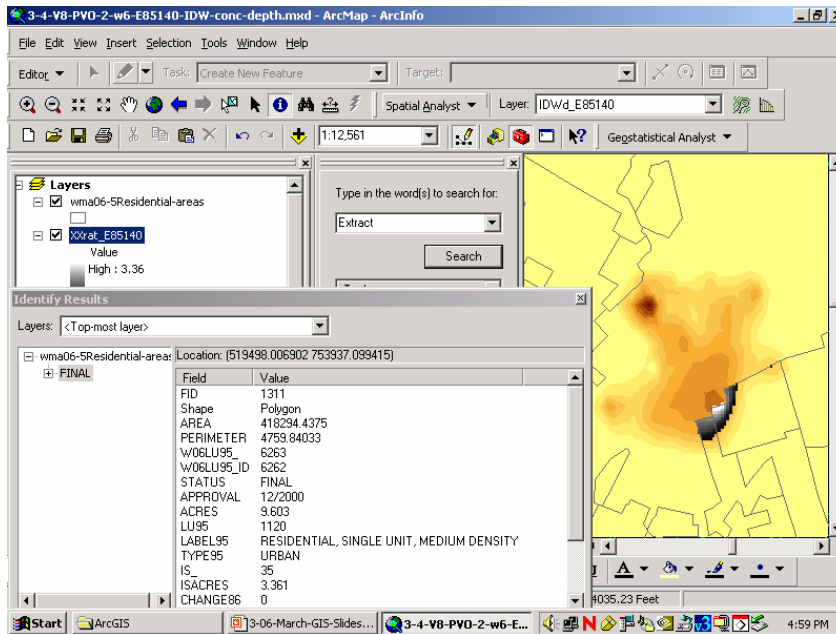 3-4-V8-PVO-2-w6-E85140-IDW-conc-depth.mxd - ArcMap - ArcInfo
File Edit View Insert Selection Tools Window Help
Editor Task: Create New Feature Target:
Spatial Analyst Layer: IDWd_E85140
1:12,561 Geostatistical Analyst
Layers
wma06-5Residential-areas
XXrat_E85140
Value
High : 3.36
Type in the word(s) to search for:
Extract
Search
Identify Results
Layers: <Top-most layer>
wma06-5Residential-areas
FINAL
Location: (519498.006902 753937.099415)
Field Value
FID 1311
Shape Polygon
AREA 418294.4375
PERIMETER 4759.84033
W06LU95_ 6263
W06LU95_ID 6262
STATUS FINAL
APPROVAL 12/2000
ACRES 9.603
LU95 1120
LABEL95 RESIDENTIAL, SINGLE UNIT, MEDIUM DENSITY
TYPE95 URBAN
IS_ 35
ISACRES 3.361
CHANGE86 0
A
4035.23 Feet
Start ArcGIS 3-06-March-GIS-Slides... 3-4-V8-PVO-2-w6-E... N 4:59 PM